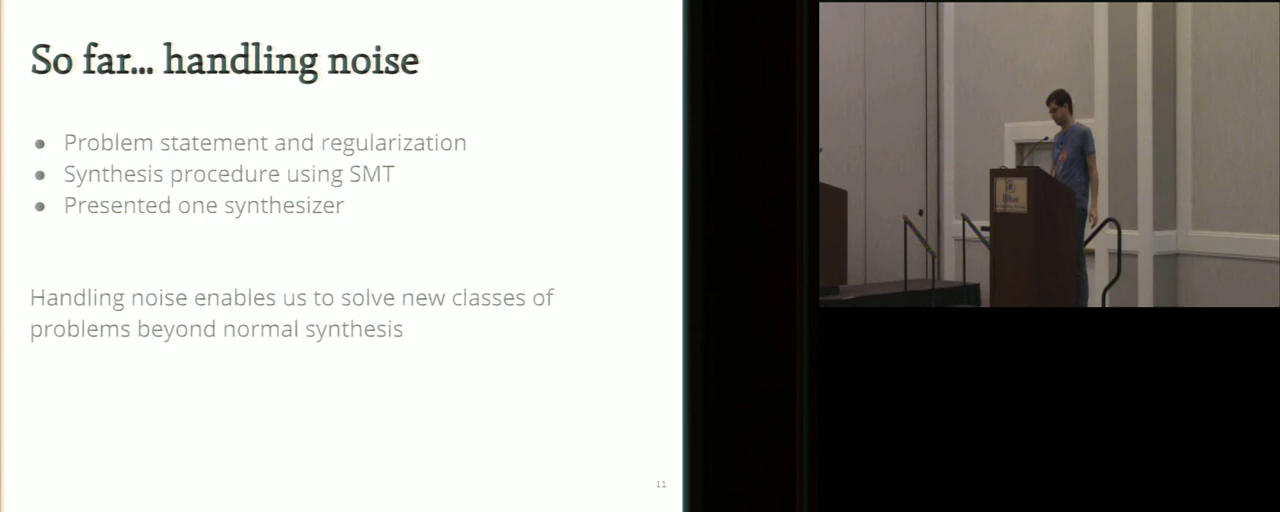 So far... handling noise
● Problem statement and regularization
● Synthesis procedure using SMT
● Presented one synthesizer
Handling noise enables us to solve new classes of
problems beyond normal synthesis
11